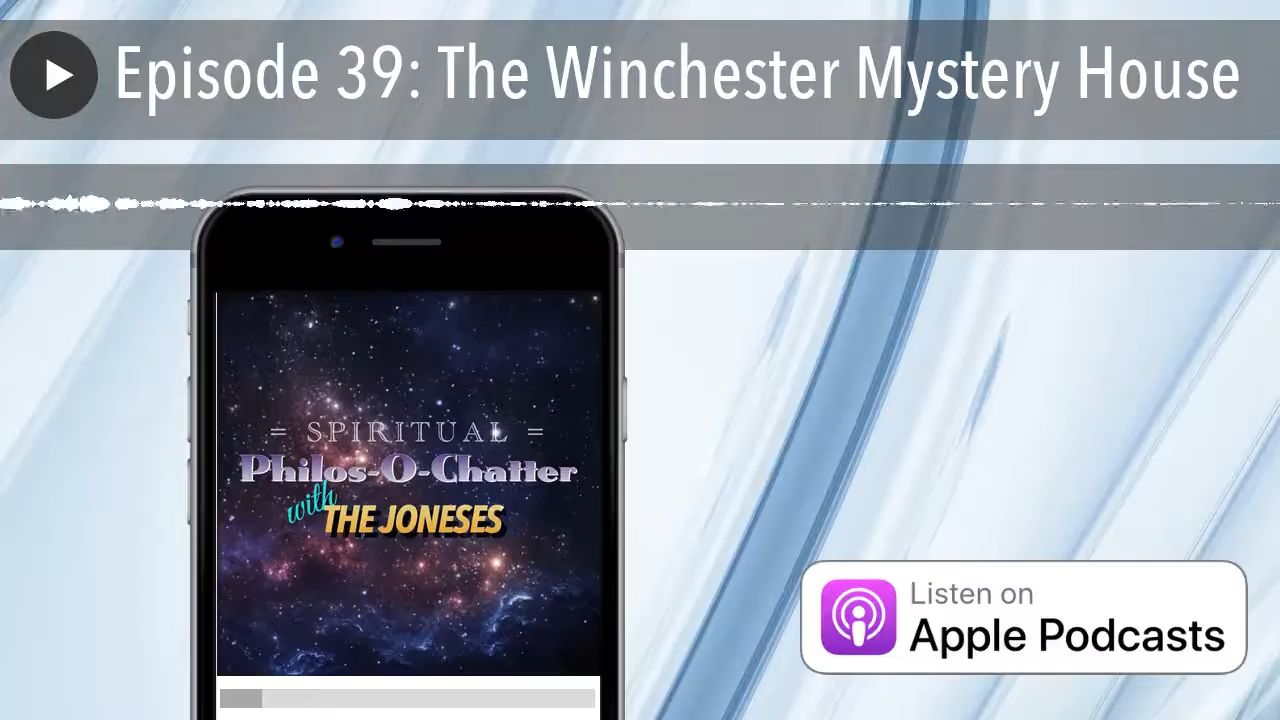 Episode 39: The Winchester Mystery House
= SPIRITUAL =
Philos-O-Chatter
with
THE JONESES
Listen on
Apple Podcasts